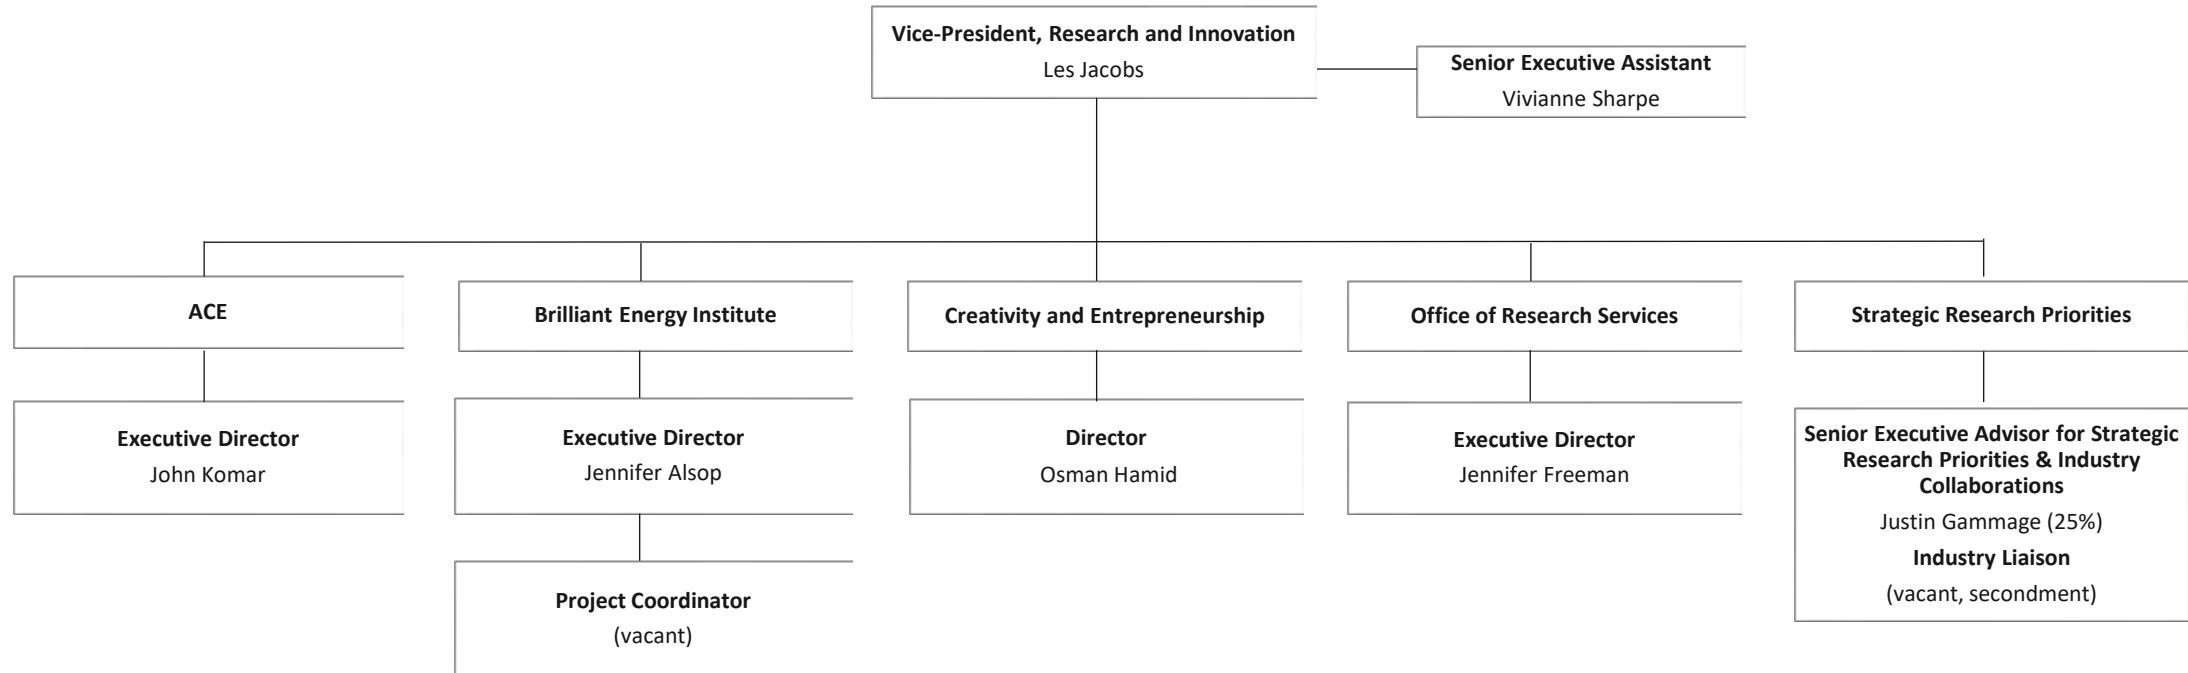 Vice-President, Research and Innovation
Les Jacobs
Senior Executive Assistant
Vivianne Sharpe
ACE
Brilliant Energy Institute
Creativity and Entrepreneurship
Office of Research Services
Strategic Research Priorities
Executive Director
John Komar
Executive Director
Jennifer Alsop
Director
Osman Hamid
Executive Director
Jennifer Freeman
Senior Executive Advisor for Strategic
Research Priorities & Industry
Collaborations
Justin Gammage (25%)
Industry Liaison
(vacant, secondment)
Project Coordinator
(vacant)